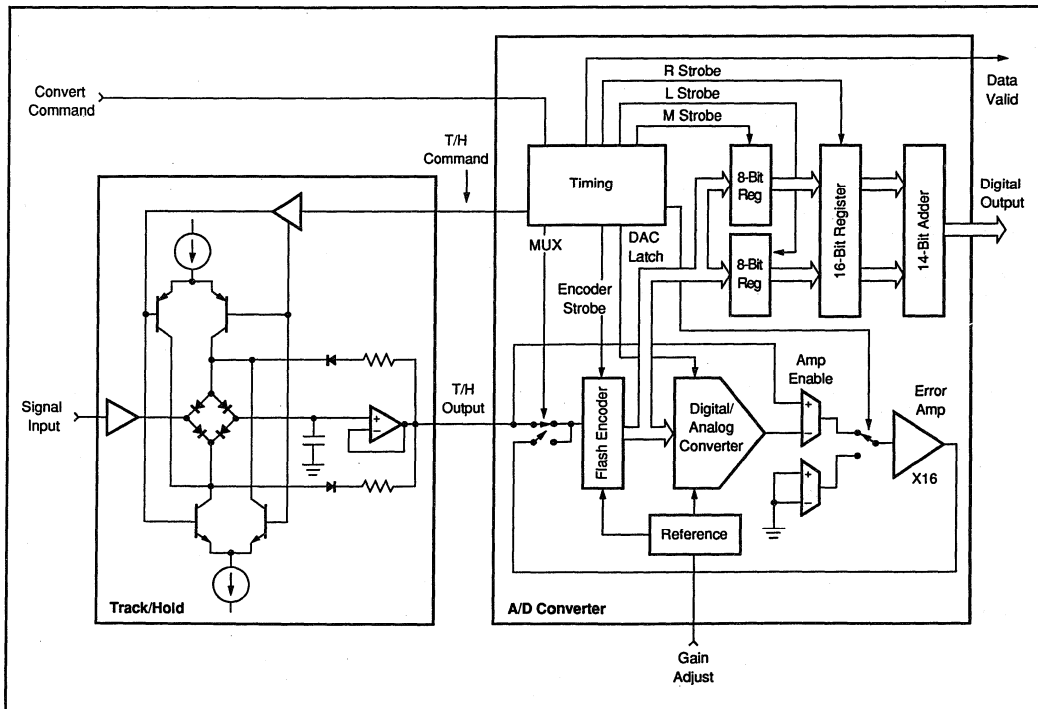 R Strobe
Data
Valid
L Strobe
Convert
Command
M Strobe
T/H
Command
Timing
8-Bit
Reg
16-Bit Register
14-Bit Adder
Digital
Output
MUX
DAC
Latch
8-Bit
Reg
Encoder
Strobe
Amp
Enable
T/H
Output
Error
Amp
Signal
Input
+
−
Flash Encoder
Digital/
Analog
Converter
+
−
X16
+
−
Reference
Track/Hold
A/D Converter
Gain
Adjust